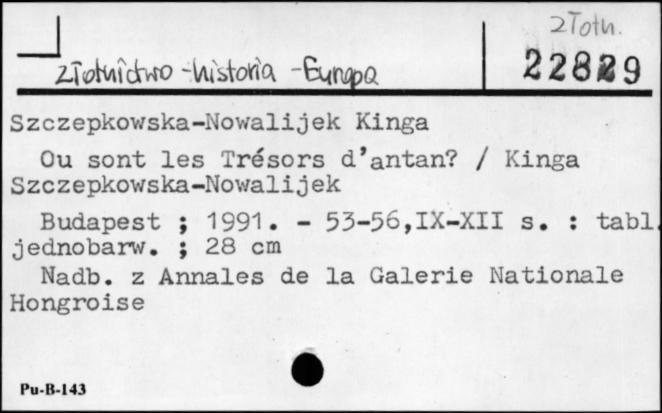 złotn.
złotnictwo - historia - Europa
22829
Szczepkowska-Nowalijek Kinga
Ou sont les Trésors d'antan? / Kinga
Szczepkowska-Nowalijek
Budapest ; 1991. - 53-56,IX-XII s. : tabl.
jednobarw. ; 28 cm
Nadb. z Annales de la Galerie Nationale
Hongroise
Pu-B-143